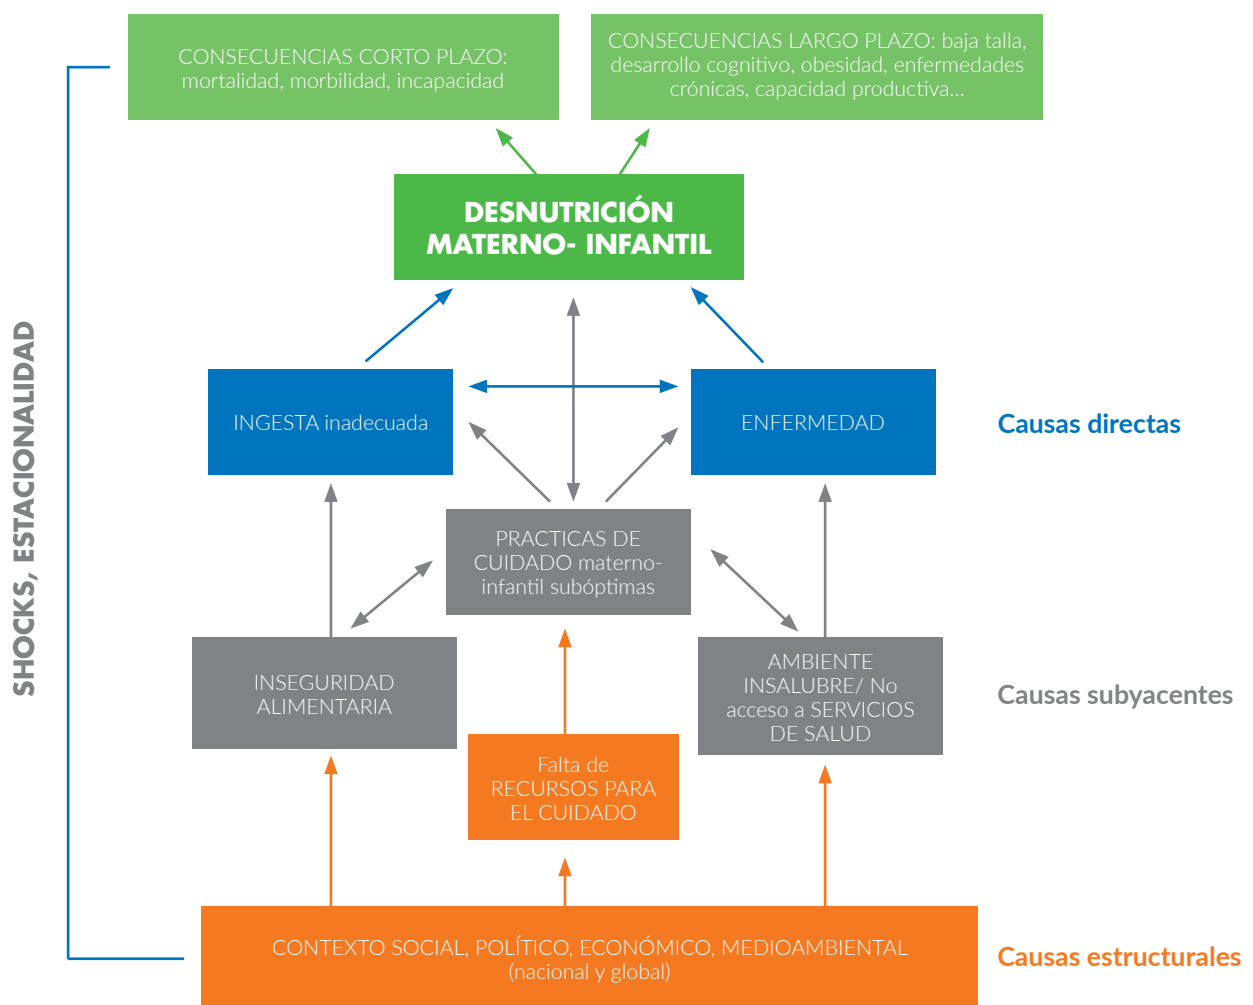 CONSECUENCIAS CORTO PLAZO:
mortalidad, morbilidad, incapacidad
CONSECUENCIAS LARGO PLAZO: baja talla,
desarrollo cognitivo, obesidad, enfermedades
crónicas, capacidad productiva...
DESNUTRICIÓN
MATERNO- INFANTIL
SHOCKS, ESTACIONALIDAD
INGESTA inadecuada
ENFERMEDAD
Causas directas
PRACTICAS DE
CUIDADO materno-
infantil subóptimas
INSEGURIDAD
ALIMENTARIA
AMBIENTE
INSALUBRE/ No
acceso a SERVICIOS
DE SALUD
Causas subyacentes
Falta de
RECURSOS PARA
EL CUIDADO
CONTEXTO SOCIAL, POLÍTICO, ECONÓMICO, MEDIOAMBIENTAL
(nacional y global)
Causas estructurales